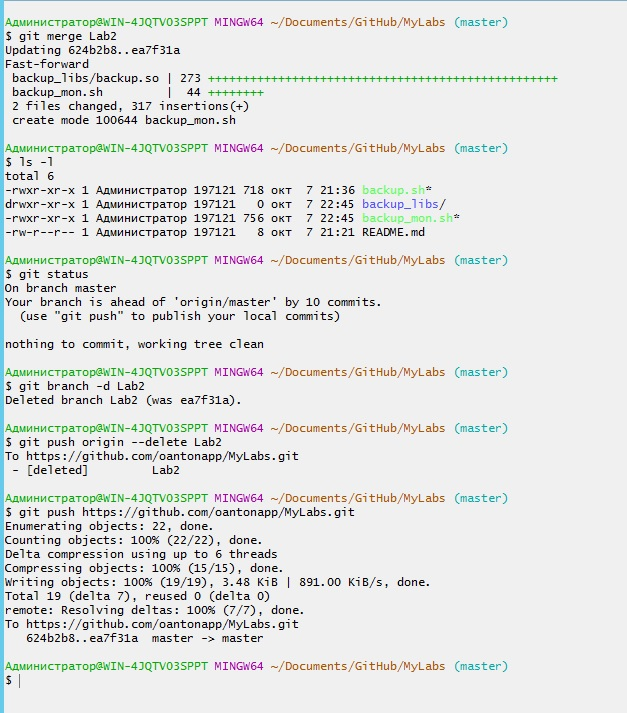 Администратор@WIN-4JQTV03SPPT MINGW64 ~/Documents/GitHub/MyLabs (master)
$ git merge Lab2
Updating 624b2b8..ea7f31a
Fast-forward
 backup_libs/backup.so | 273 +++++++++++++++++++++++++++++++++++++++++++++++++
 backup_mon.sh         |  44 ++++++++
 2 files changed, 317 insertions(+)
 create mode 100644 backup_mon.sh

Администратор@WIN-4JQTV03SPPT MINGW64 ~/Documents/GitHub/MyLabs (master)
$ ls -l
total 6
-rwxr-xr-x 1 Администратор 197121 718 окт  7 21:36 backup.sh*
drwxr-xr-x 1 Администратор 197121   0 окт  7 22:45 backup_libs/
-rwxr-xr-x 1 Администратор 197121 756 окт  7 22:45 backup_mon.sh*
-rw-r--r-- 1 Администратор 197121   8 окт  7 21:21 README.md

Администратор@WIN-4JQTV03SPPT MINGW64 ~/Documents/GitHub/MyLabs (master)
$ git status
On branch master
Your branch is ahead of 'origin/master' by 10 commits.
  (use "git push" to publish your local commits)

nothing to commit, working tree clean

Администратор@WIN-4JQTV03SPPT MINGW64 ~/Documents/GitHub/MyLabs (master)
$ git branch -d Lab2
Deleted branch Lab2 (was ea7f31a).

Администратор@WIN-4JQTV03SPPT MINGW64 ~/Documents/GitHub/MyLabs (master)
$ git push origin --delete Lab2
To https://github.com/oantonapp/MyLabs.git
 - [deleted]         Lab2

Администратор@WIN-4JQTV03SPPT MINGW64 ~/Documents/GitHub/MyLabs (master)
$ git push https://github.com/oantonapp/MyLabs.git
Enumerating objects: 22, done.
Counting objects: 100% (22/22), done.
Delta compression using up to 6 threads
Compressing objects: 100% (15/15), done.
Writing objects: 100% (19/19), 3.48 KiB | 891.00 KiB/s, done.
Total 19 (delta 7), reused 0 (delta 0)
remote: Resolving deltas: 100% (7/7), done.
To https://github.com/oantonapp/MyLabs.git
   624b2b8..ea7f31a  master -> master

Администратор@WIN-4JQTV03SPPT MINGW64 ~/Documents/GitHub/MyLabs (master)
$